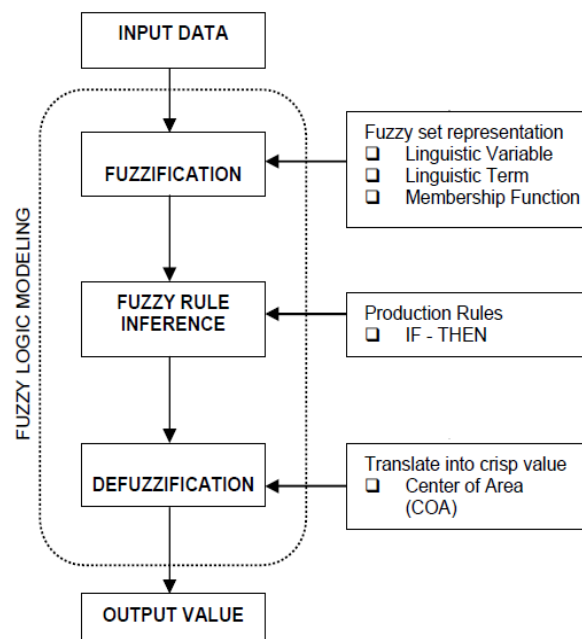 INPUT DATA
FUZZY LOGIC MODELING
FUZZIFICATION
Fuzzy set representation
❑ Linguistic Variable
❑ Linguistic Term
❑ Membership Function
FUZZY RULE
INFERENCE
Production Rules
❑ IF - THEN
DEFUZZIFICATION
Translate into crisp value
❑ Center of Area
(COA)
OUTPUT VALUE